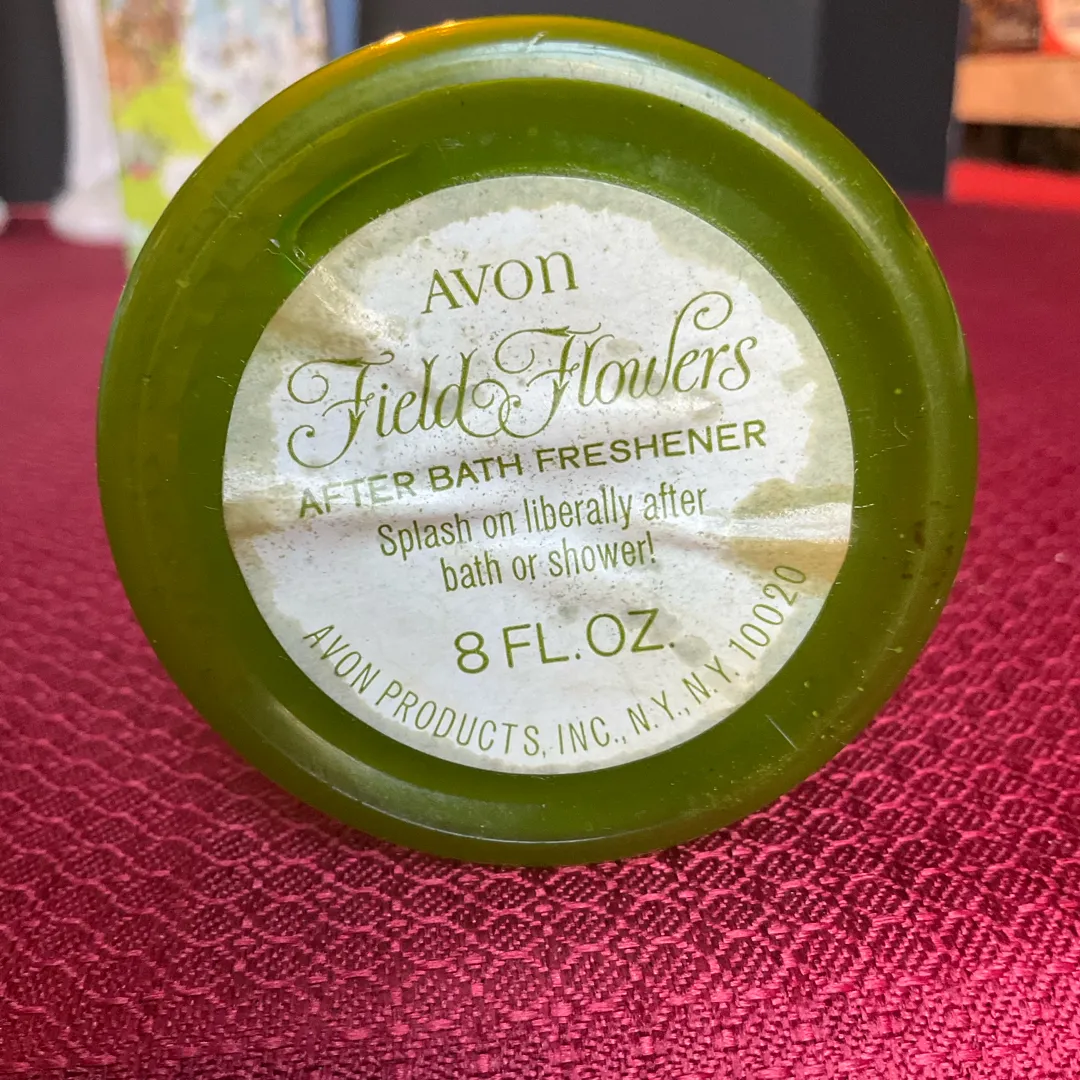 AVON
Field Flowers
AFTER BATH FRESHENER
Splash on liberally after
bath or shower!
8 FL.OZ.
AVON PRODUCTS, INC., N.Y., N.Y. 10020